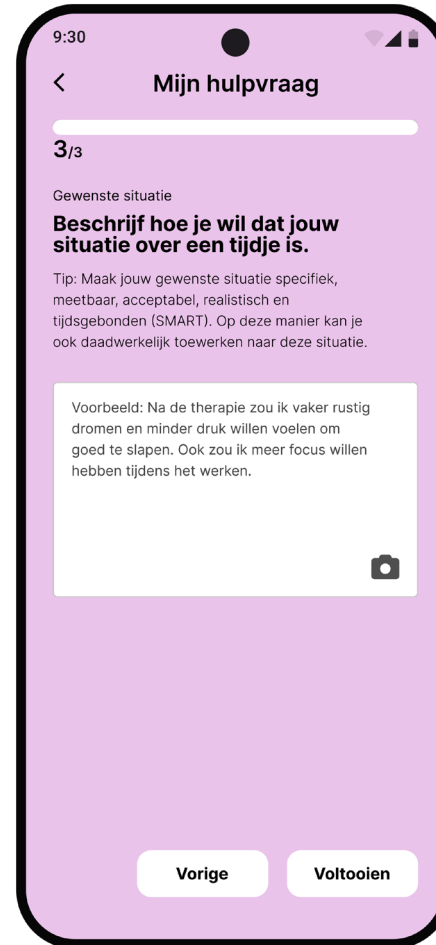 9:30
Mijn hulpvraag
3/3
Gewenste situatie
Beschrijf hoe je wil dat jouw
situatie over een tijdje is.
Tip: Maak jouw gewenste situatie specifiek,
meetbaar, acceptabel, realistisch en
tijdsgebonden (SMART). Op deze manier kan je
ook daadwerkelijk toewerken naar deze situatie.
Voorbeeld: Na de therapie zou ik vaker rustig
dromen en minder druk willen voelen om
goed te slapen. Ook zou ik meer focus willen
hebben tijdens het werken.
Vorige
Voltooien